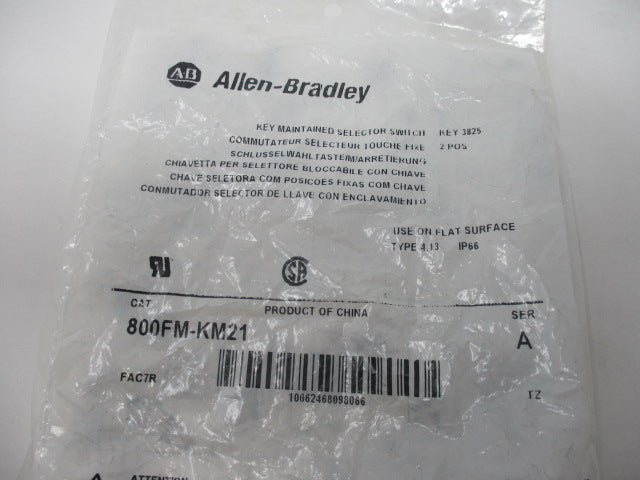 AB Allen-Bradley
KEY MAINTAINED SELECTOR SWITCH KEY 3825
COMMUTATEUR SELECTEUR TOUCHE FIXE 2 POS
SCHLUSSELWAHLTASTE/M/ARRETIERUNG
CHIAVETTA PER SELETTORE BLOCCABILE CON CHIAVE
CHAVE SELETORA COM POSICOES FIXAS COM CHAVE
CONMUTADOR SELECTOR DE LLAVE CON ENCLAVAMIENTO
USE ON FLAT SURFACE
TYPE 4,13 IP66
CAT. PRODUCT OF CHINA SER
800FM-KM21 A
FAC7R
10662468098086 TZ
ATTENTION